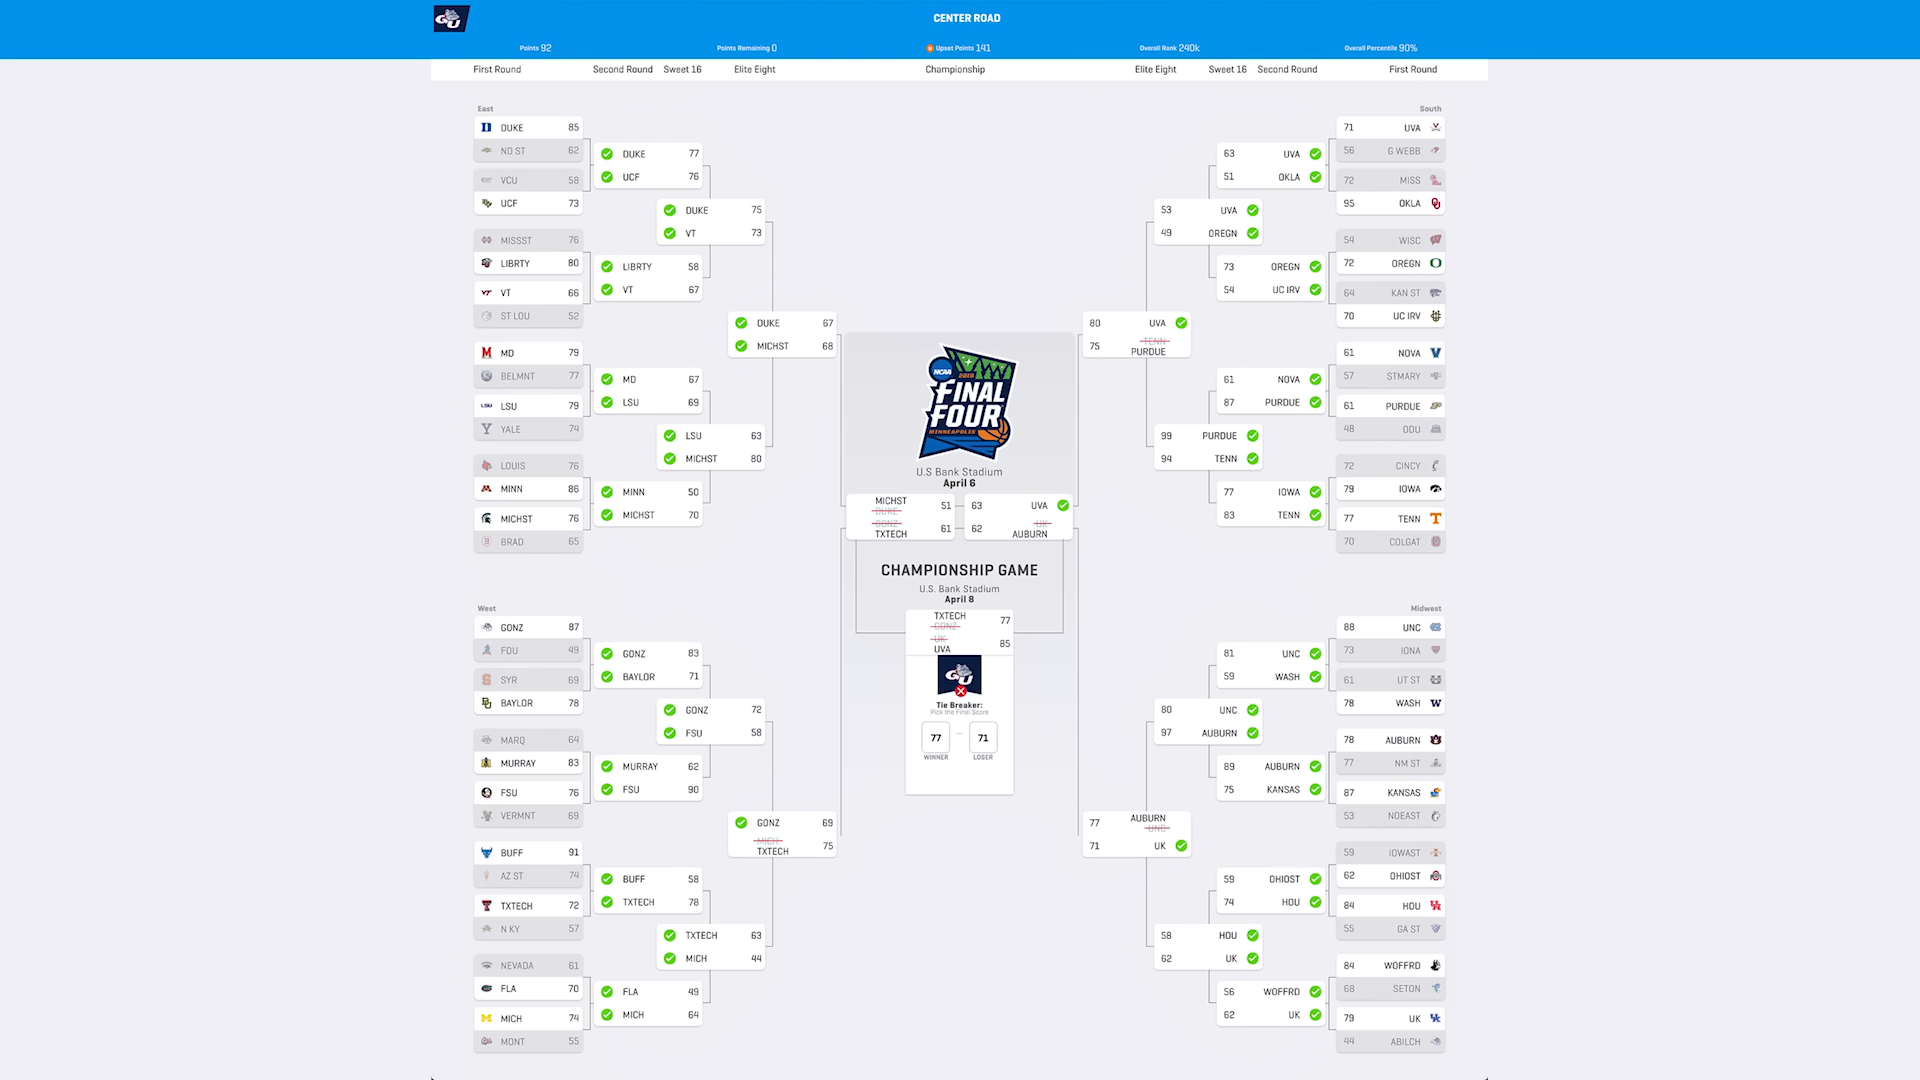 CENTER ROAD
Points 92
Points Remaining 0
Upset Points 141
Overall Rank 240k
Overall Percentile 90%
First Round
Second Round
Sweet 16
Elite Eight
Championship
Elite Eight
Sweet 16
Second Round
First Round
East
DUKE 85
ND ST 62
VCU 58
UCF 73
MISSST 76
LIBRTY 80
VT 66
ST LOU 52
MD 79
BELMNT 77
LSU 79
YALE 74
LOUIS 76
MINN 86
MICHST 76
BRAD 65
DUKE 77
UCF 76
LIBRTY 58
VT 67
MD 67
LSU 69
MINN 50
MICHST 70
DUKE 75
VT 73
LSU 63
MICHST 80
DUKE 67
MICHST 68
West
GONZ 87
FDU 49
SYR 69
BAYLOR 78
MARQ 64
MURRAY 83
FSU 76
VERMNT 69
BUFF 91
AZ ST 74
TXTECH 72
N KY 57
NEVADA 61
FLA 70
MICH 74
MONT 55
GONZ 83
BAYLOR 71
MURRAY 62
FSU 90
BUFF 58
TXTECH 78
FLA 49
MICH 64
GONZ 72
FSU 58
TXTECH 63
MICH 44
GONZ 69
MICH
TXTECH 75
NCAA
2019
FINAL
FOUR
MINNEAPOLIS
U.S Bank Stadium
April 6
MICHST 51
DUKE
GONZ
TXTECH 61
63 UVA
UK
62 AUBURN
CHAMPIONSHIP GAME
U.S. Bank Stadium
April 8
TXTECH 77
GONZ
UK
UVA 85
GU
Tie Breaker:
Pick the Final Score
77 – 71
WINNER LOSER
South
71 UVA
56 G WEBB
72 MISS
95 OKLA
54 WISC
72 OREGN
64 KAN ST
70 UC IRV
61 NOVA
57 STMARY
61 PURDUE
48 ODU
72 CINCY
79 IOWA
77 TENN
70 COLGAT
63 UVA
51 OKLA
73 OREGN
54 UC IRV
61 NOVA
87 PURDUE
77 IOWA
83 TENN
53 UVA
49 OREGN
99 PURDUE
94 TENN
80 UVA
TENN
75 PURDUE
Midwest
88 UNC
73 IONA
61 UT ST
78 WASH
78 AUBURN
77 NM ST
87 KANSAS
53 NOEAST
59 IOWAST
62 OHIOST
84 HOU
55 GA ST
84 WOFFRD
68 SETON
79 UK
44 ABILCH
81 UNC
59 WASH
89 AUBURN
75 KANSAS
59 OHIOST
74 HOU
56 WOFFRD
62 UK
80 UNC
97 AUBURN
58 HOU
62 UK
77 AUBURN
UNC
71 UK